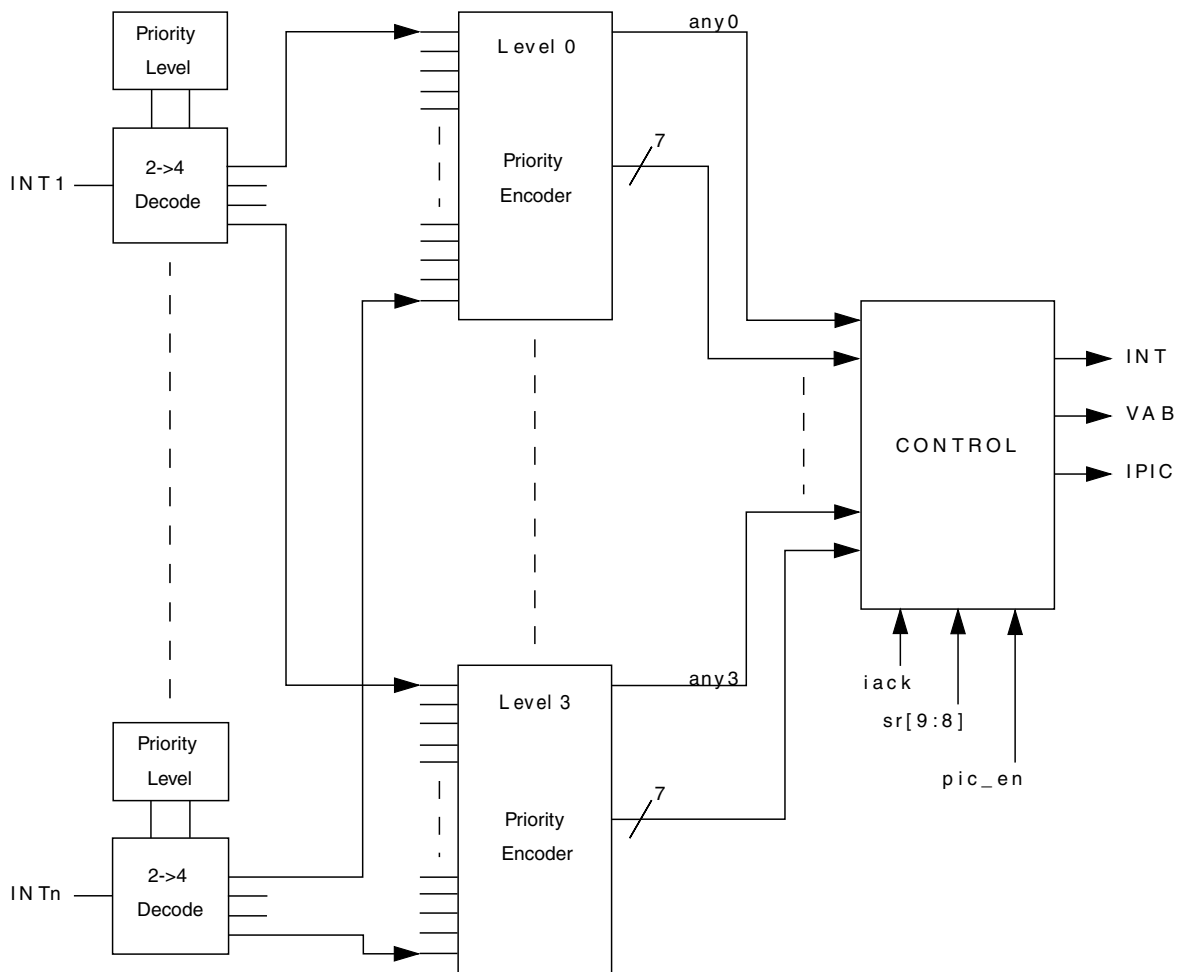 Priority
Level
2->4
Decode
INT1
Level 0
Priority
Encoder
any0
7
CONTROL
INT
VAB
IPIC
iack
sr[9:8]
pic_en
Priority
Level
2->4
Decode
INTn
Level 3
Priority
Encoder
any3
7